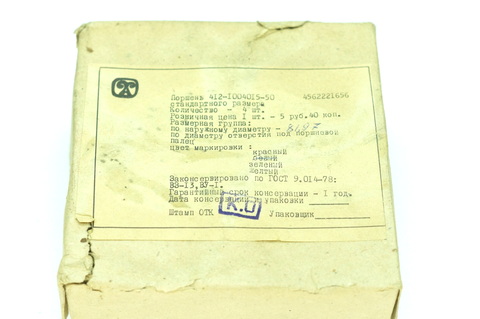 Поршень 412-1004015-50 4562221656
стандартного размера
Количество - 4 шт.
Розничная цена 1 шт. - 5 руб.40 коп.
Размерная группа:
по наружному диаметру -
по диаметру отверстия под поршневой
палец
цвет маркировки :
красный
белый
зеленый
желтый
Законсервировано по ГОСТ 9.014-78:
ВЗ-13,ВУ-1.
Гарантийный срок консервации - 1 год.
Дата консервации и упаковки
Штамп ОТК Упаковщик